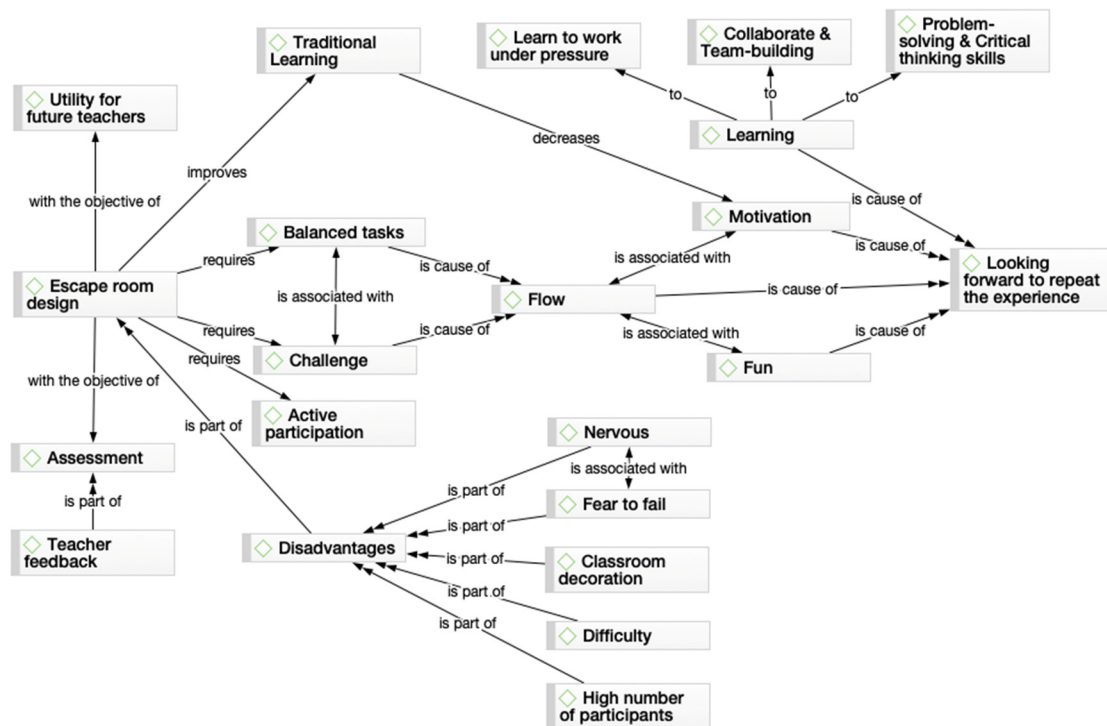 Traditional
Learning
Learn to work
under pressure
Collaborate &
Team-building
Problem-
solving & Critical
thinking skills
Utility for
future teachers
to
to
to
Learning
decreases
improves
with the objective of
is cause of
Motivation
is cause of
Balanced tasks
requires
is cause of
is associated with
Looking
forward to repeat
the experience
Escape room
design
is associated with
Flow
is cause of
requires
is cause of
is associated with
is cause of
Challenge
requires
Fun
with the objective of
Active
participation
is part of
Nervous
Assessment
is associated with
is part of
is part of
Fear to fail
is part of
Teacher
feedback
Disadvantages
is part of
Classroom
decoration
is part of
is part of
Difficulty
High number
of participants